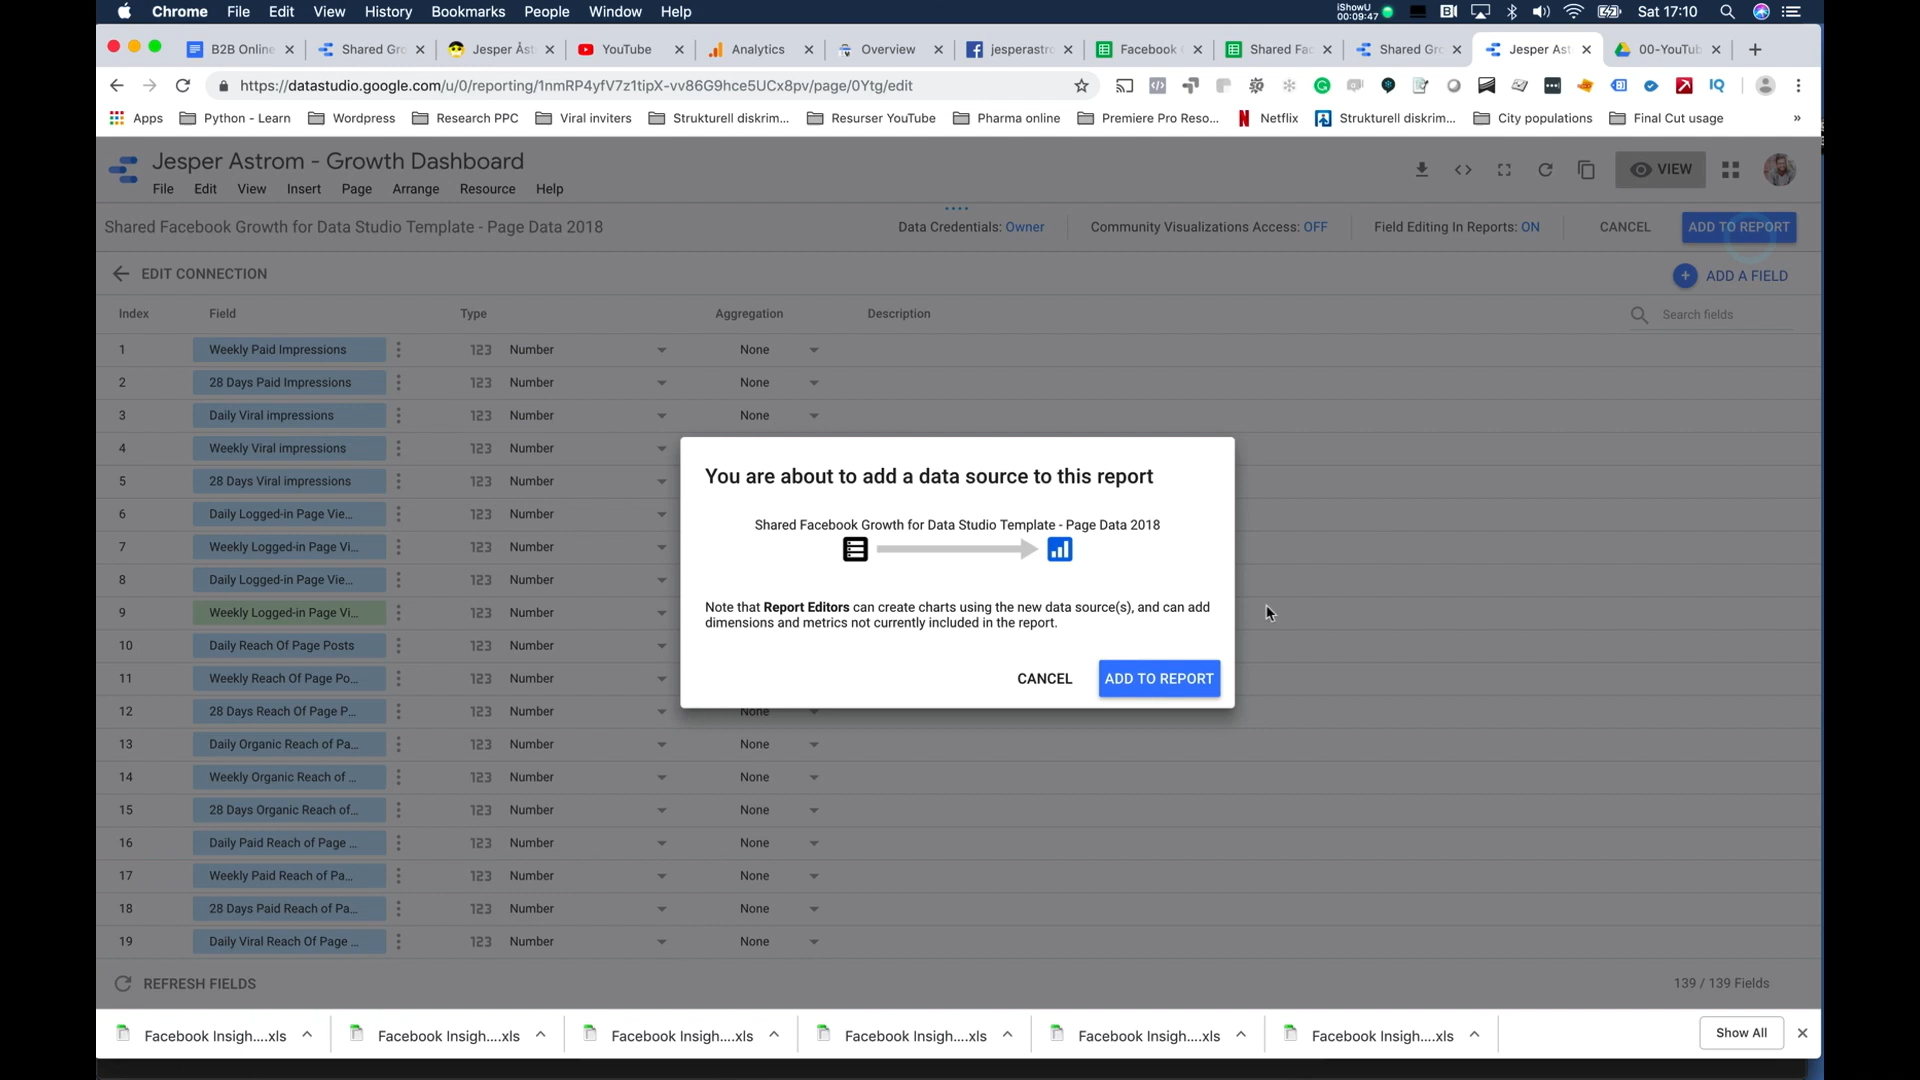 Chrome File Edit View History Bookmarks People Window Help
iShowU 00:09:47 Sat 17:10
B2B Online Shared Gro Jesper Åst YouTube Analytics Overview jesperastro Facebook Shared Fac Shared Gro Jesper Ast 00-YouTub
https://datastudio.google.com/u/0/reporting/1nmRP4yfV7z1tipX-vv86G9hce5UCx8pv/page/0Ytg/edit
Apps Python - Learn Wordpress Research PPC Viral inviters Strukturell diskrim... Resurser YouTube Pharma online Premiere Pro Reso... Netflix Strukturell diskrim... City populations Final Cut usage »
Jesper Astrom - Growth Dashboard
File Edit View Insert Page Arrange Resource Help
VIEW
Shared Facebook Growth for Data Studio Template - Page Data 2018
Data Credentials: Owner Community Visualizations Access: OFF Field Editing In Reports: ON CANCEL ADD TO REPORT
EDIT CONNECTION
ADD A FIELD
Index Field Type Aggregation Description Search fields
1 Weekly Paid Impressions 123 Number None
2 28 Days Paid Impressions 123 Number None
3 Daily Viral impressions 123 Number None
4 Weekly Viral impressions 123 Number
5 28 Days Viral impressions 123 Number
6 Daily Logged-in Page Vie... 123 Number
7 Weekly Logged-in Page Vi... 123 Number
8 Daily Logged-in Page Vie... 123 Number
9 Weekly Logged-in Page Vi... 123 Number
10 Daily Reach Of Page Posts 123 Number
11 Weekly Reach Of Page Po... 123 Number
12 28 Days Reach Of Page P... 123 Number None
13 Daily Organic Reach of Pa... 123 Number None
14 Weekly Organic Reach of ... 123 Number None
15 28 Days Organic Reach of... 123 Number None
16 Daily Paid Reach of Page ... 123 Number None
17 Weekly Paid Reach of Pa... 123 Number None
18 28 Days Paid Reach of Pa... 123 Number None
19 Daily Viral Reach Of Page ... 123 Number None
You are about to add a data source to this report
Shared Facebook Growth for Data Studio Template - Page Data 2018
Note that Report Editors can create charts using the new data source(s), and can add
dimensions and metrics not currently included in the report.
CANCEL ADD TO REPORT
REFRESH FIELDS
139 / 139 Fields
Facebook Insigh....xls Facebook Insigh....xls Facebook Insigh....xls Facebook Insigh....xls Facebook Insigh....xls Facebook Insigh....xls Show All